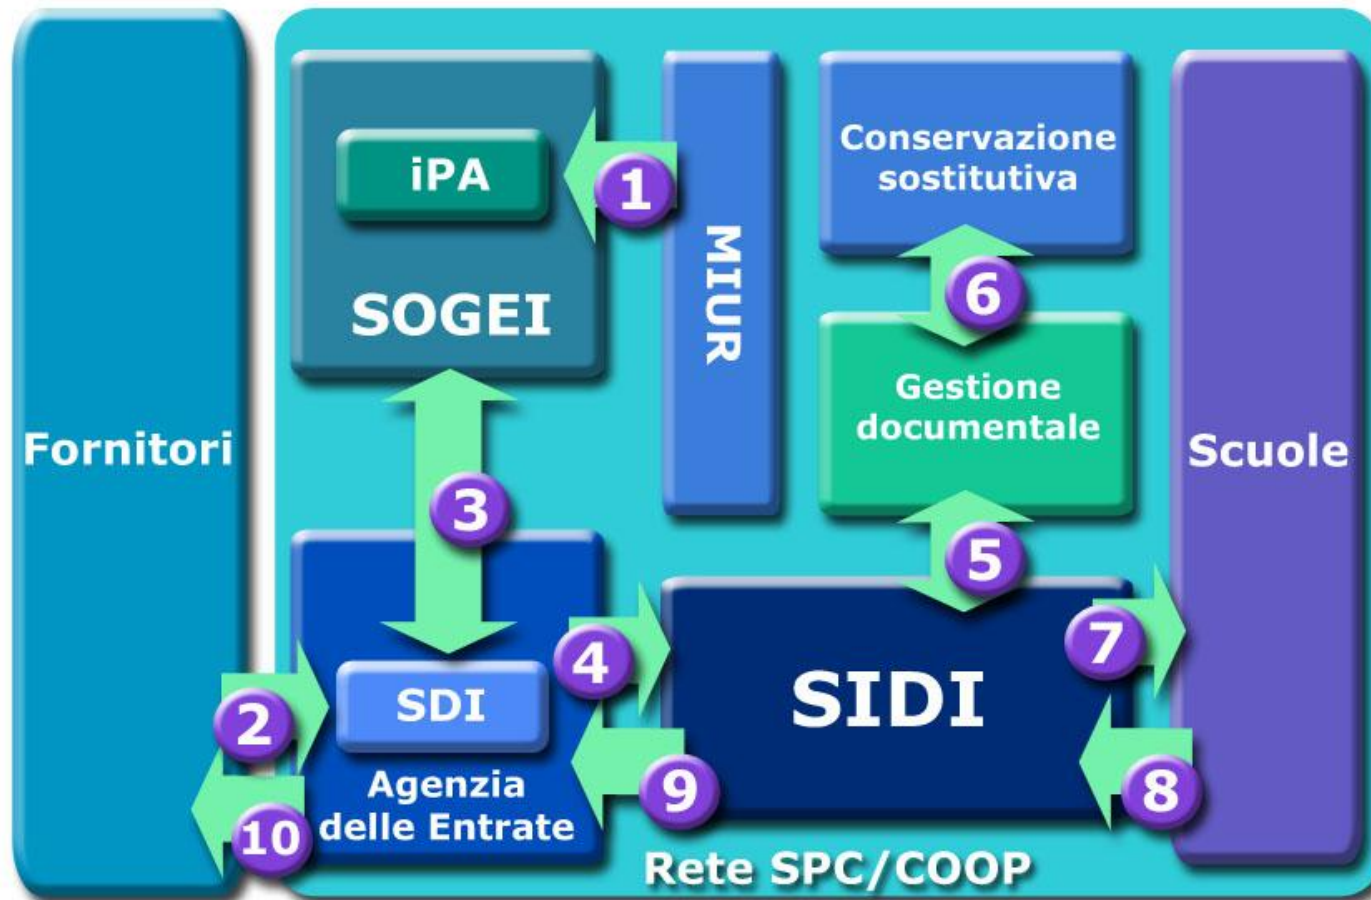 Fornitori
iPA
SOGEI
1
MIUR
Conservazione
sostitutiva
6
Gestione
documentale
Scuole
3
5
2
SDI
4
SIDI
7
10
Agenzia
delle Entrate
9
8
Rete SPC/COOP